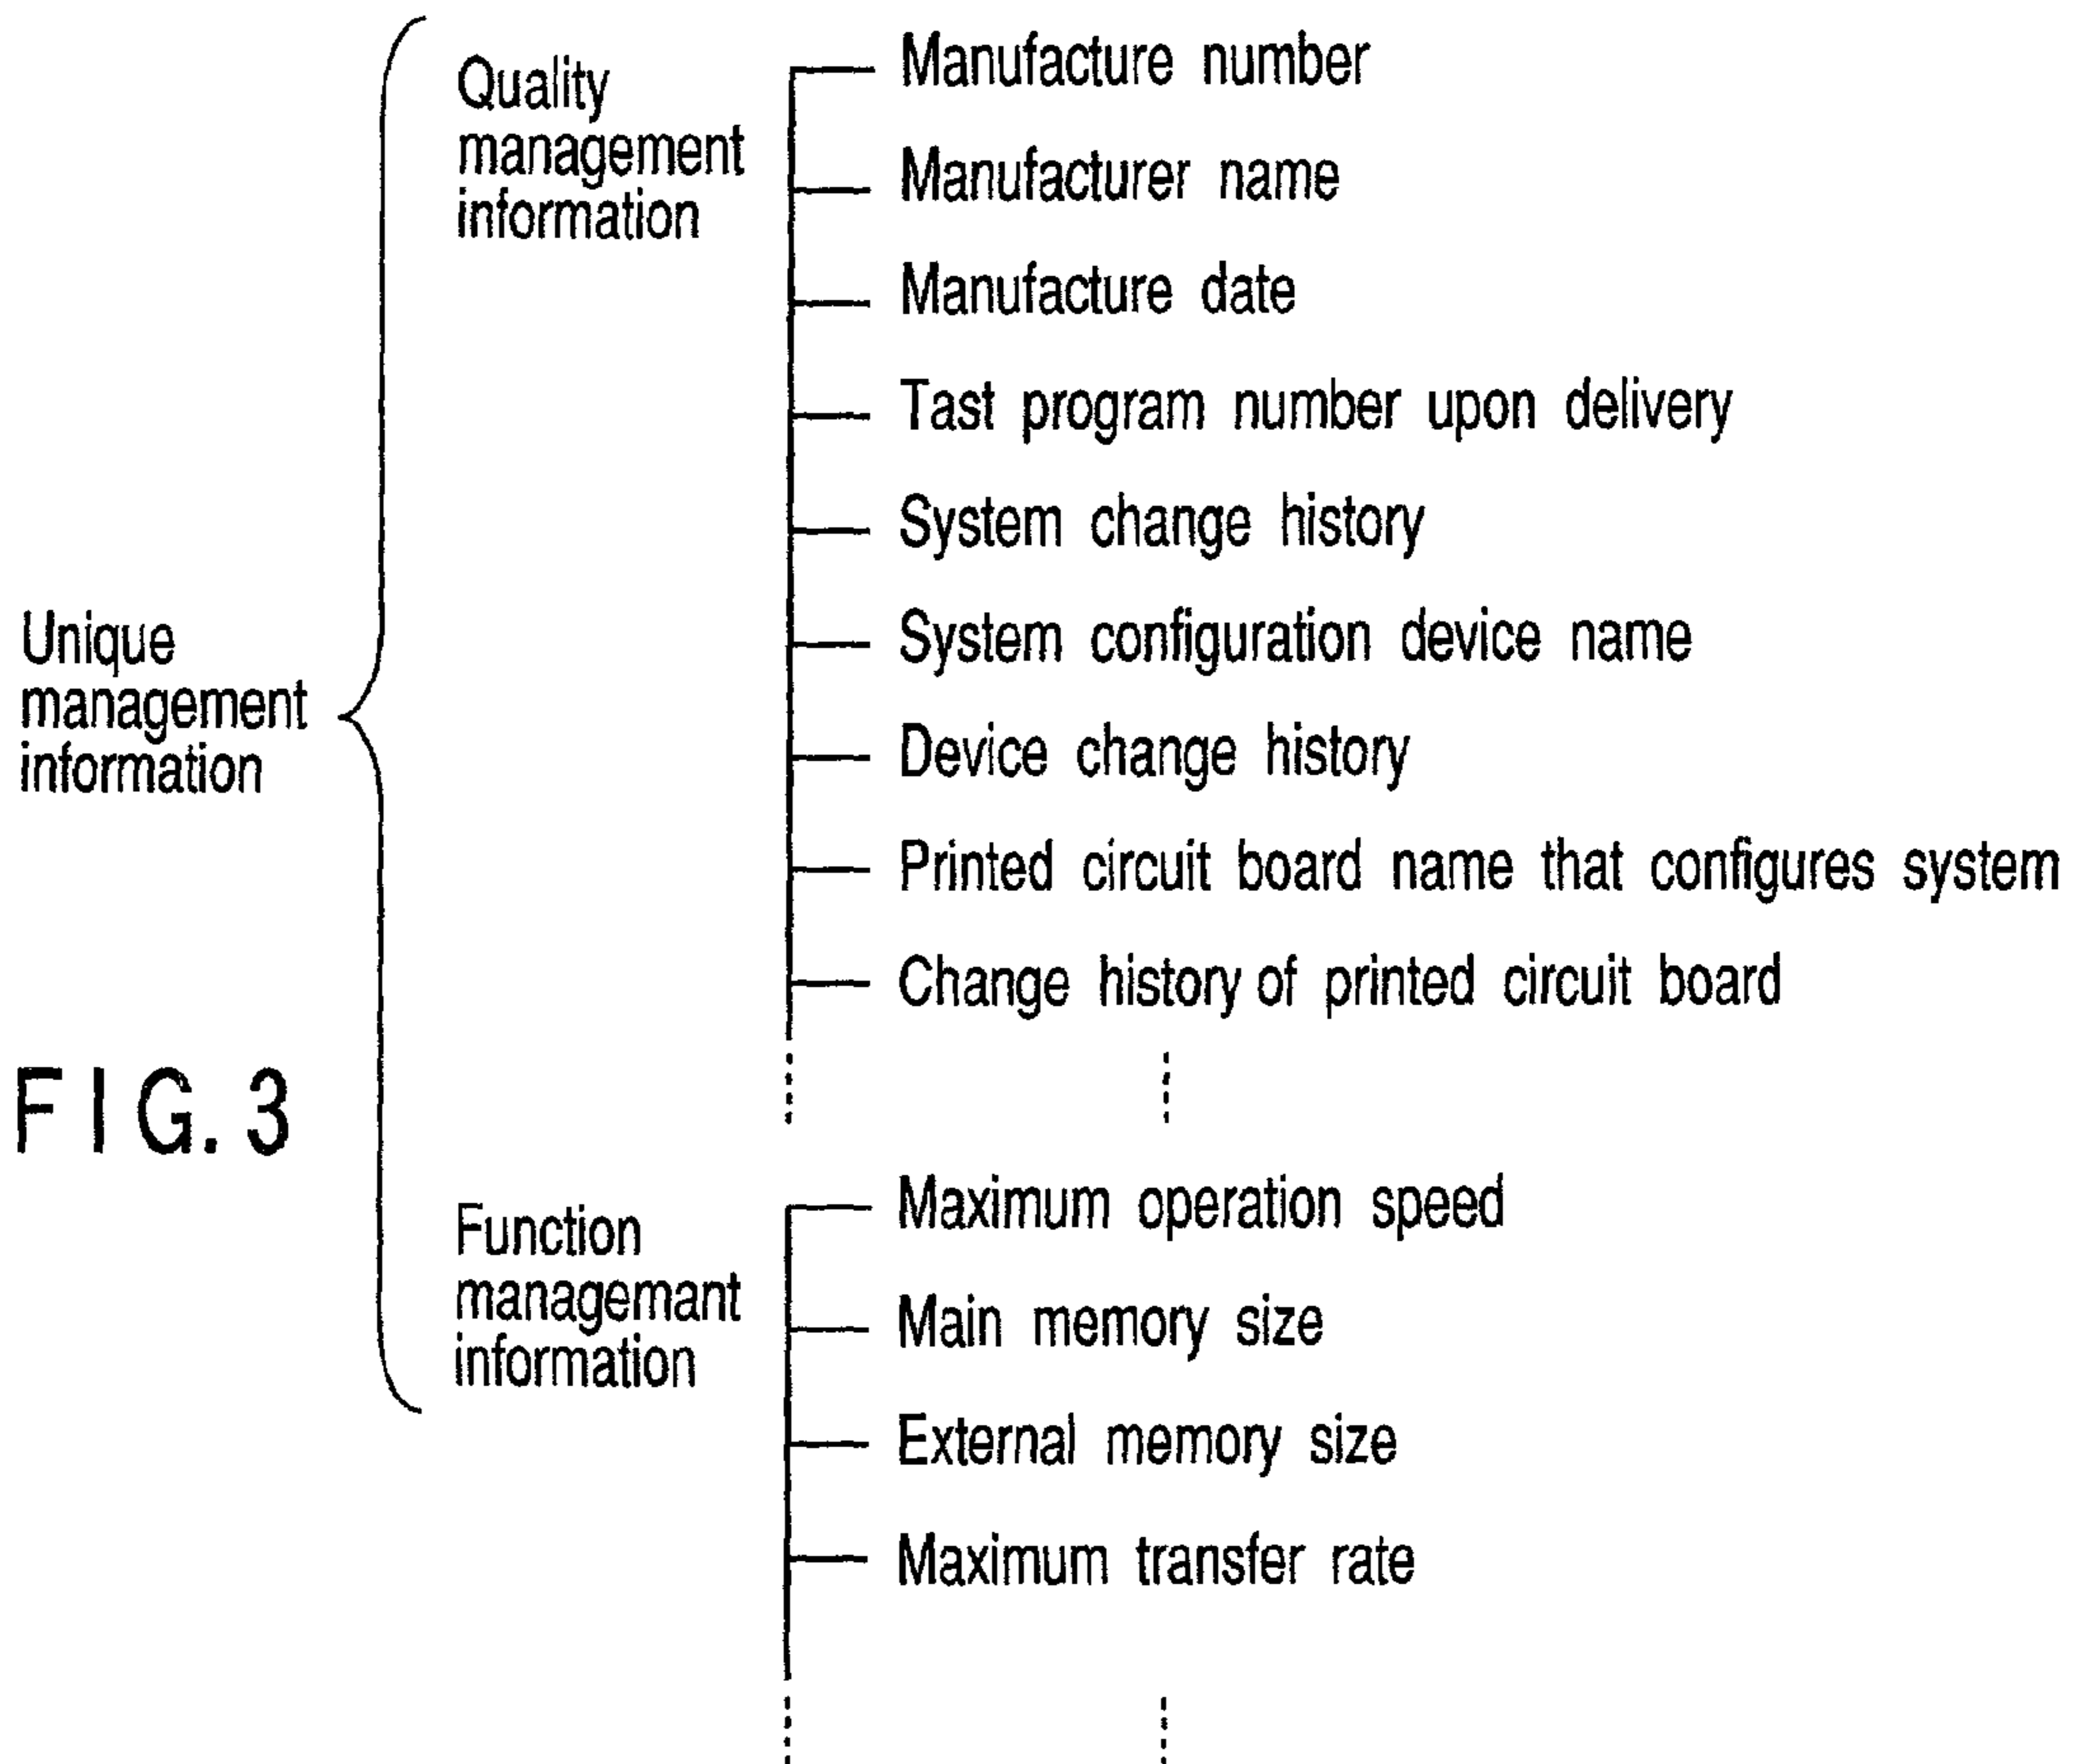 Unique
management
information
Quality
management
information
Manufacture number
Manufacturer name
Manufacture date
Tast program number upon delivery
System change history
System configuration device name
Device change history
Printed circuit board name that configures system
Change history of printed circuit board
Function
managemant
information
Maximum operation speed
Main memory size
External memory size
Maximum transfer rate
FIG. 3